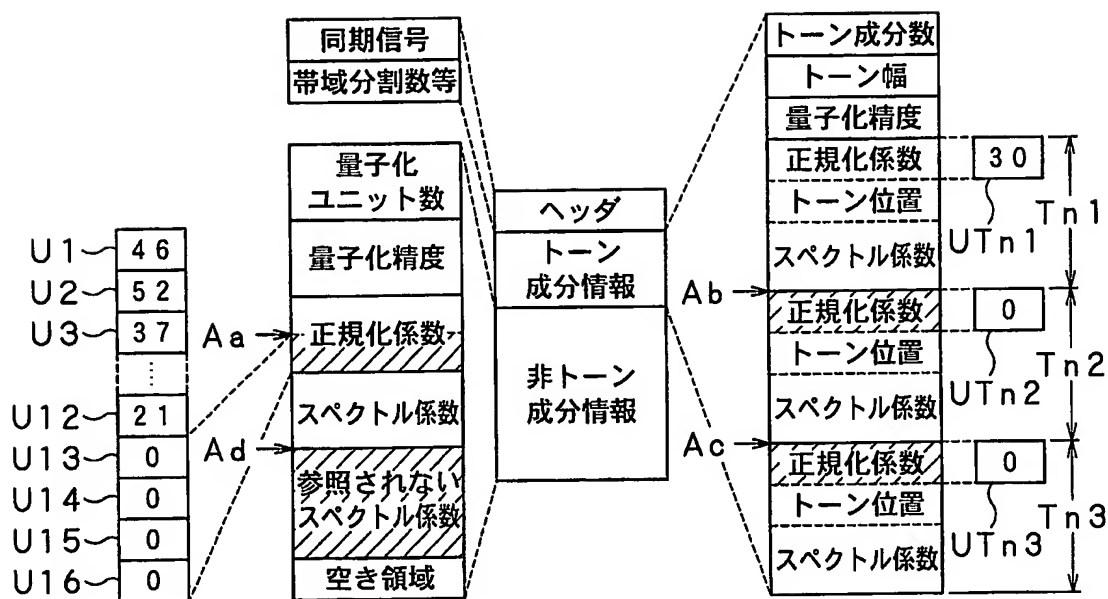 同期信号
帯域分割数等
量子化
ユニット数
量子化精度
Aa
正規化係数
スペクトル係数
Ad
参照されない
スペクトル係数
空き領域
U1 46
U2 52
U3 37
⋮
U12 21
U13 0
U14 0
U15 0
U16 0
ヘッダ
トーン
成分情報
非トーン
成分情報
トーン成分数
トーン幅
量子化精度
正規化係数
トーン位置
スペクトル係数
30
UTn1
Tn1
Ab
正規化係数
トーン位置
スペクトル係数
0
UTn2
Tn2
Ac
正規化係数
トーン位置
スペクトル係数
0
UTn3
Tn3